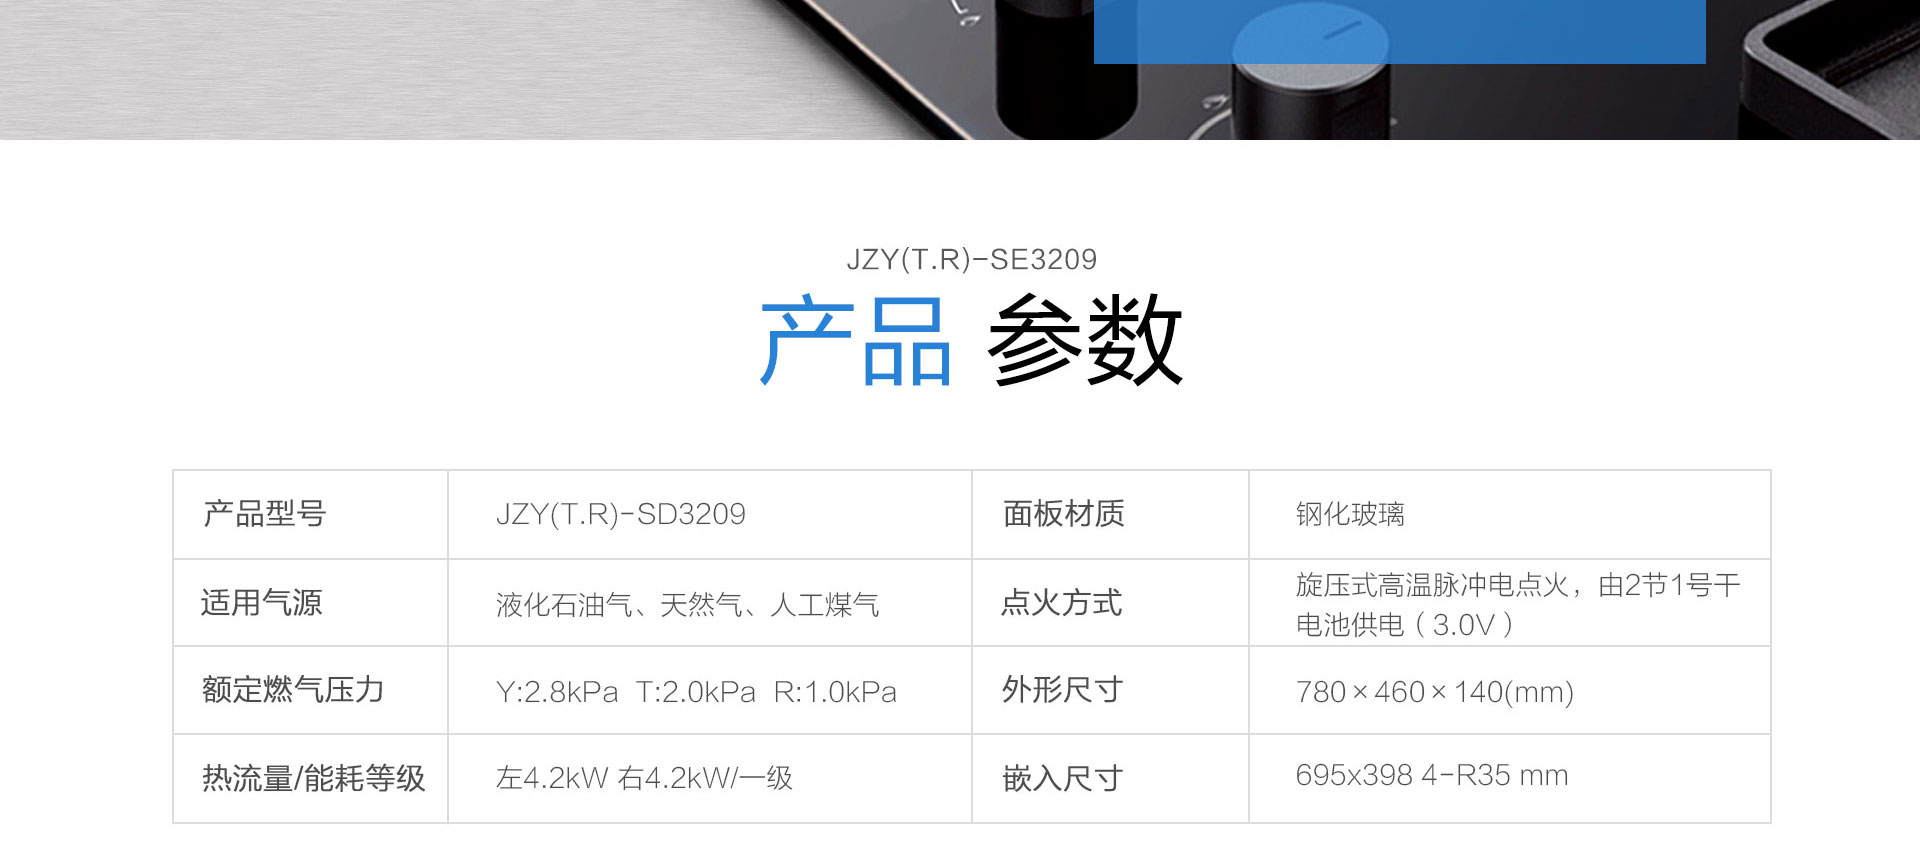 JZY(T.R)-SE3209
产品 参数
产品型号 JZY(T.R)-SD3209 面板材质 钢化玻璃
适用气源 液化石油气、天然气、人工煤气 点火方式 旋压式高温脉冲电点火，由2节1号干
电池供电（3.0V）
额定燃气压力 Y:2.8kPa T:2.0kPa R:1.0kPa 外形尺寸 780×460×140(mm)
热流量/能耗等级 左4.2kW 右4.2kW/一级 嵌入尺寸 695x398 4-R35 mm